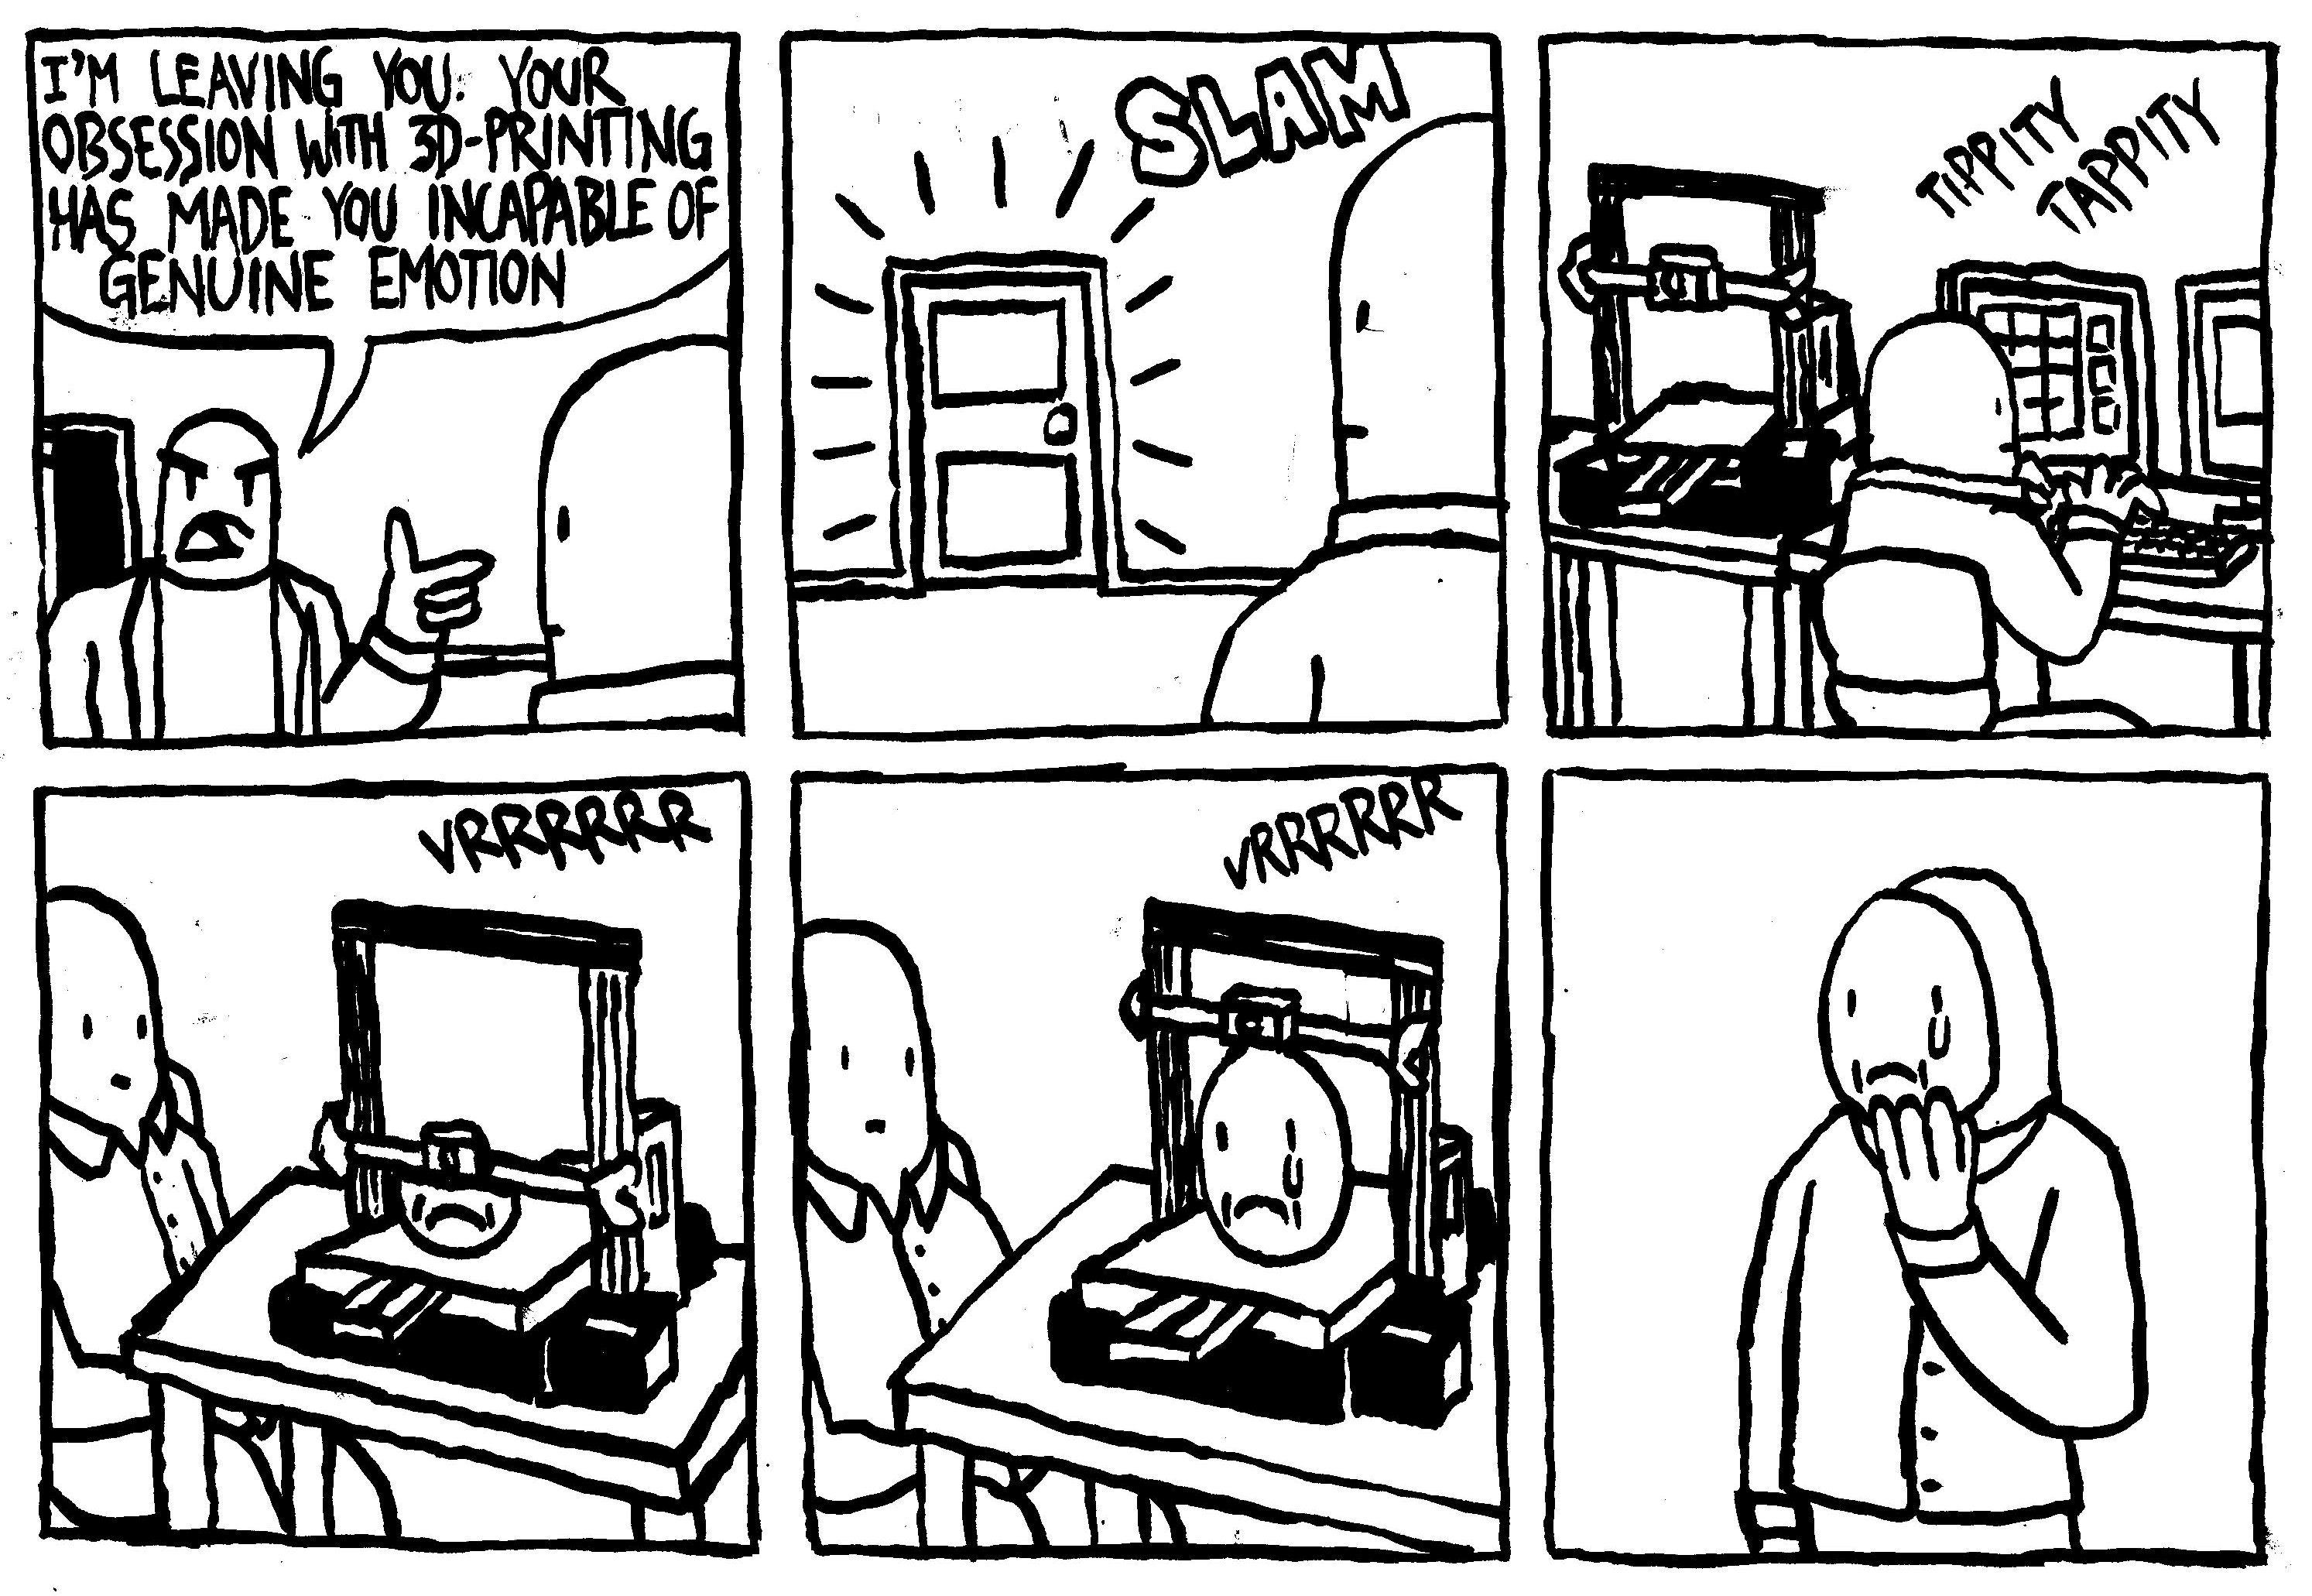 I'M LEAVING YOU. YOUR
OBSESSION WITH 3D-PRINTING
HAS MADE YOU INCAPABLE OF
GENUINE EMOTION
SLAM
TIPPITY
TAPPITY
VRRRRRR
VRRRRRR